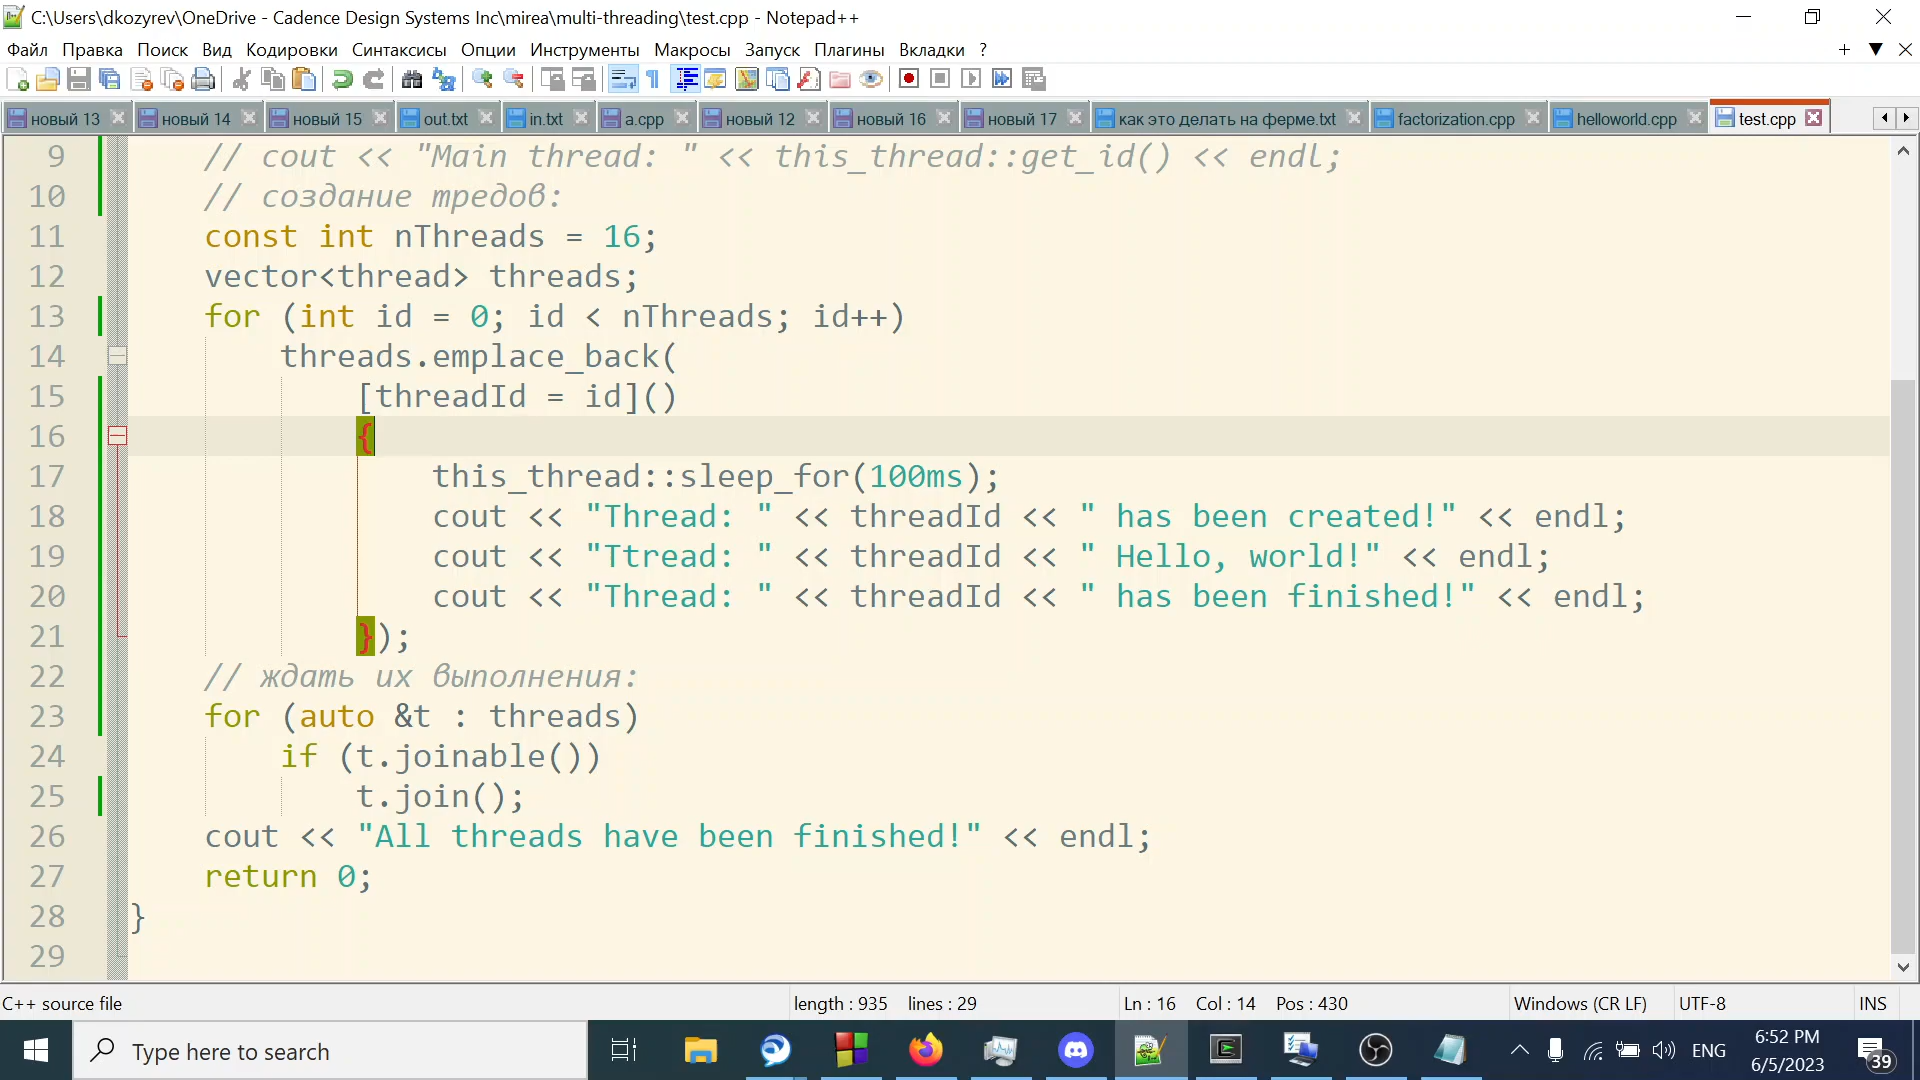 C:\Users\dkozyrev\OneDrive - Cadence Design Systems Inc\mirea\multi-threading\test.cpp - Notepad++
Файл Правка Поиск Вид Кодировки Синтаксисы Опции Инструменты Макросы Запуск Плагины Вкладки ?
новый 13 новый 14 новый 15 out.txt in.txt a.cpp новый 12 новый 16 новый 17 как это делать на ферме.txt factorization.cpp helloworld.cpp test.cpp
9 // cout << "Main thread: " << this_thread::get_id() << endl;
10 // создание тредов:
11 const int nThreads = 16;
12 vector<thread> threads;
13 for (int id = 0; id < nThreads; id++)
14 threads.emplace_back(
15 [threadId = id]()
16 {
17 this_thread::sleep_for(100ms);
18 cout << "Thread: " << threadId << " has been created!" << endl;
19 cout << "Ttread: " << threadId << " Hello, world!" << endl;
20 cout << "Thread: " << threadId << " has been finished!" << endl;
21 });
22 // ждать их выполнения:
23 for (auto &t : threads)
24 if (t.joinable())
25 t.join();
26 cout << "All threads have been finished!" << endl;
27 return 0;
28 }
29
C++ source file length : 935 lines : 29 Ln : 16 Col : 14 Pos : 430 Windows (CR LF) UTF-8 INS
Type here to search ENG 6:52 PM
6/5/2023 39